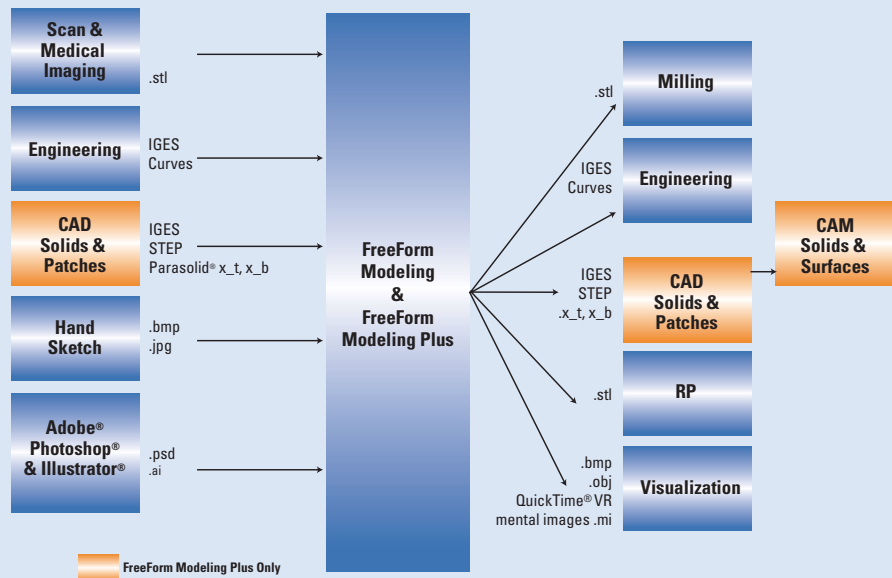 Scan &
Medical
Imaging
.stl
Engineering
IGES
Curves
CAD
Solids &
Patches
IGES
STEP
Parasolid® x_t, x_b
Hand
Sketch
.bmp
.jpg
Adobe®
Photoshop®
& Illustrator®
.psd
.ai
FreeForm
Modeling
&
FreeForm
Modeling Plus
.stl
Milling
IGES
Curves
Engineering
IGES
STEP
.x_t, x_b
CAD
Solids &
Patches
CAM
Solids &
Surfaces
.stl
RP
.bmp
.obj
QuickTime® VR
mental images .mi
Visualization
FreeForm Modeling Plus Only